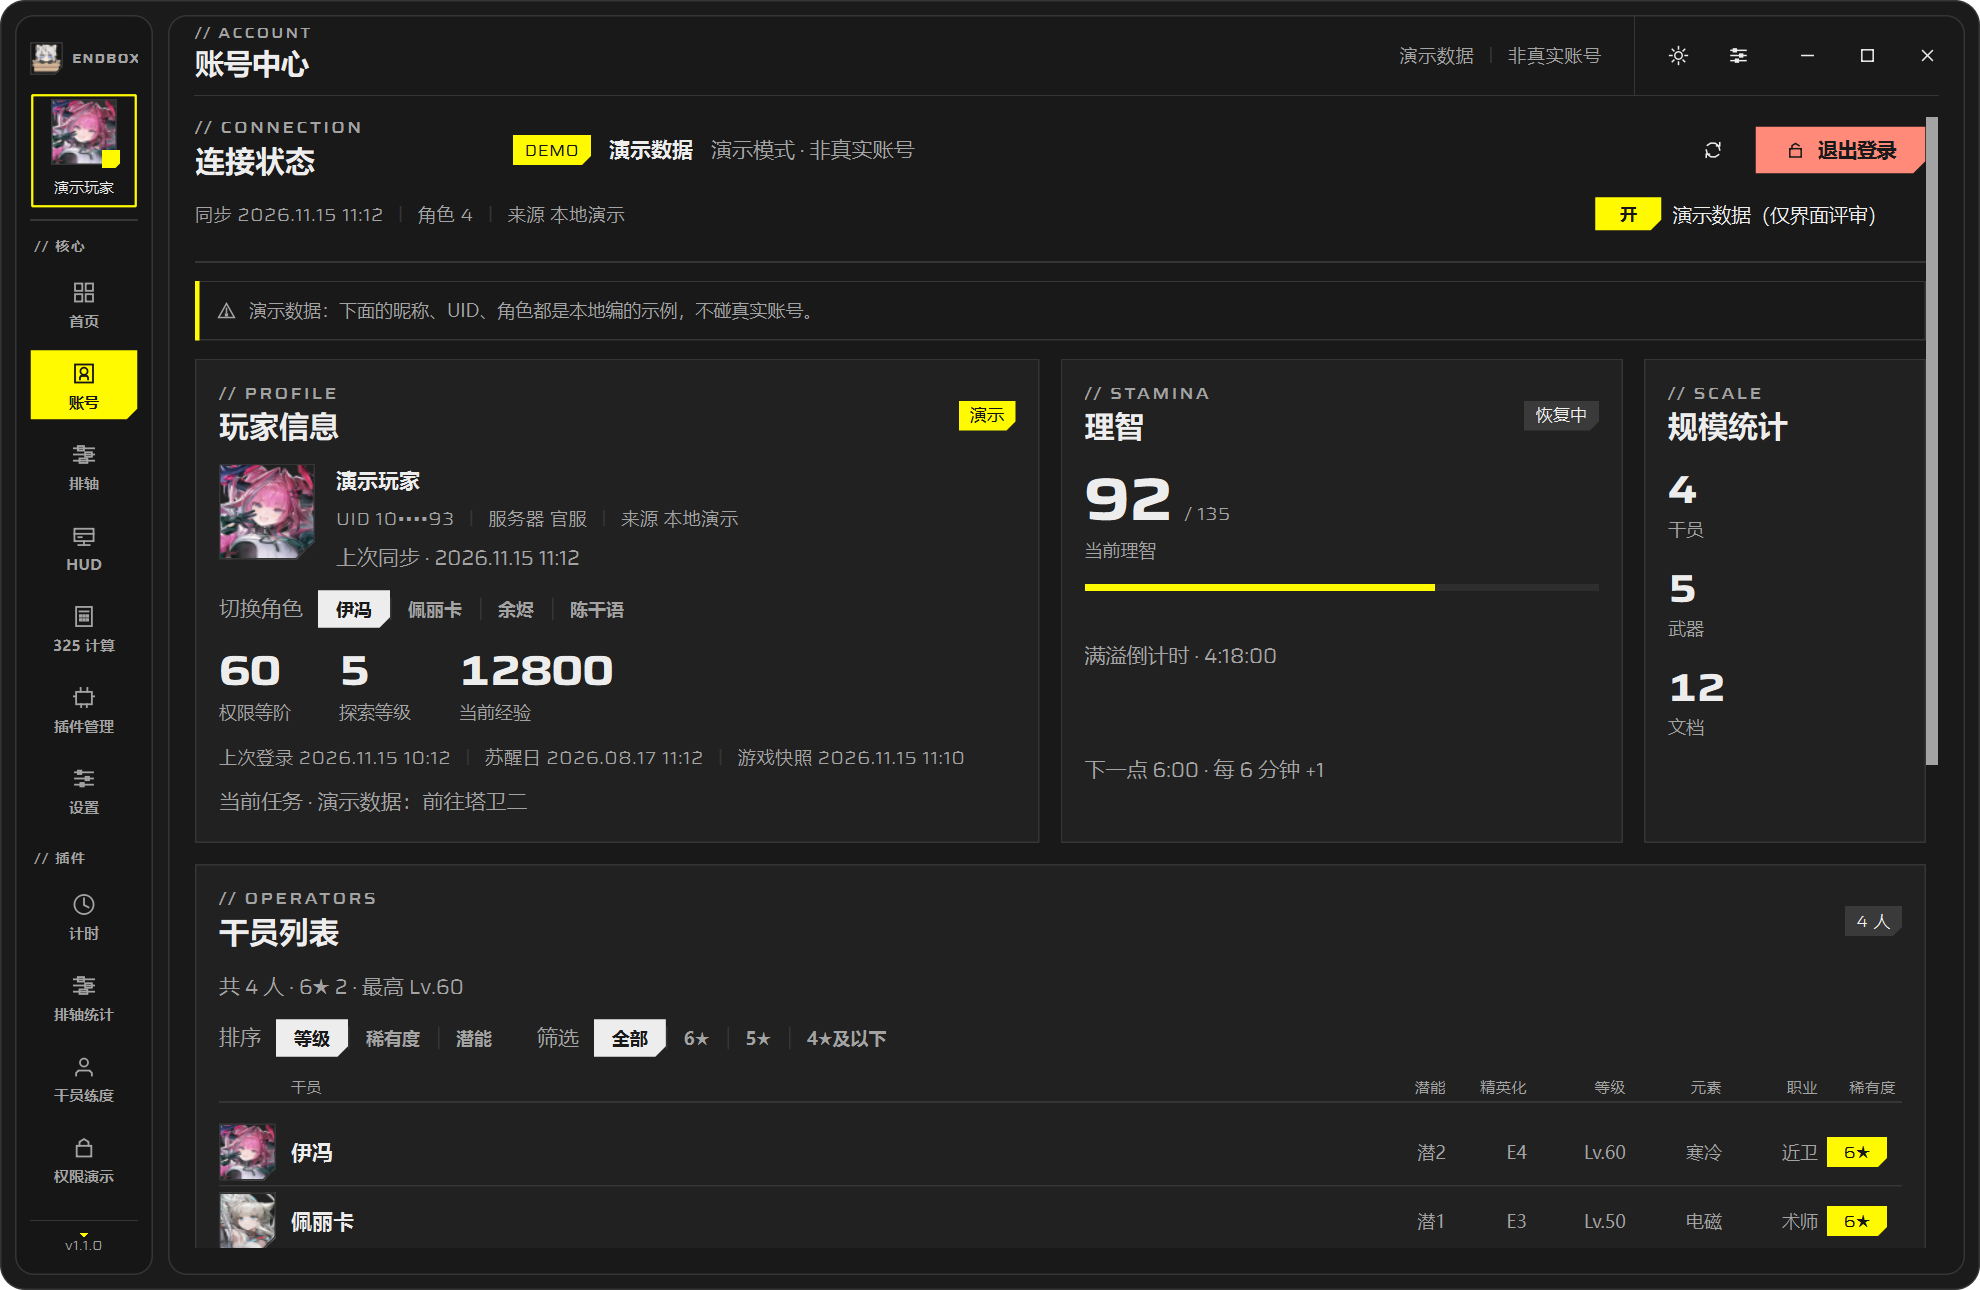 ENDBOX
演示玩家
// 核心
首页
账号
排轴
HUD
325 计算
插件管理
设置
// 插件
计时
排轴统计
干员练度
权限演示
v1.1.0
// ACCOUNT
账号中心
演示数据 非真实账号
// CONNECTION
连接状态
DEMO 演示数据 演示模式 · 非真实账号
退出登录
同步 2026.11.15 11:12 角色 4 来源 本地演示
开 演示数据（仅界面评审）
演示数据：下面的昵称、UID、角色都是本地编的示例，不碰真实账号。
// PROFILE
玩家信息
演示
演示玩家
UID 10••••93 服务器 官服 来源 本地演示
上次同步 · 2026.11.15 11:12
切换角色 伊冯 佩丽卡 余烬 陈千语
60 5 12800
权限等阶 探索等级 当前经验
上次登录 2026.11.15 10:12 苏醒日 2026.08.17 11:12 游戏快照 2026.11.15 11:10
当前任务 · 演示数据：前往塔卫二
// STAMINA
理智
恢复中
92 / 135
当前理智
满溢倒计时 · 4:18:00
下一点 6:00 · 每 6 分钟 +1
// SCALE
规模统计
4
干员
5
武器
12
文档
// OPERATORS
干员列表
4 人
共 4 人 · 6★ 2 · 最高 Lv.60
排序 等级 稀有度 潜能 筛选 全部 6★ 5★ 4★及以下
干员 潜能 精英化 等级 元素 职业 稀有度
伊冯 潜2 E4 Lv.60 寒冷 近卫 6★
佩丽卡 潜1 E3 Lv.50 电磁 术师 6★